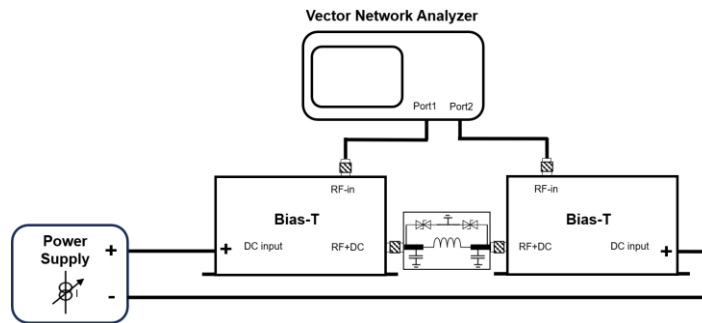 Vector Network Analyzer
Port1 Port2
RF-in
RF-in
Bias-T
Bias-T
Power
Supply
+
+ DC input
RF+DC
RF+DC
DC input +
I
-